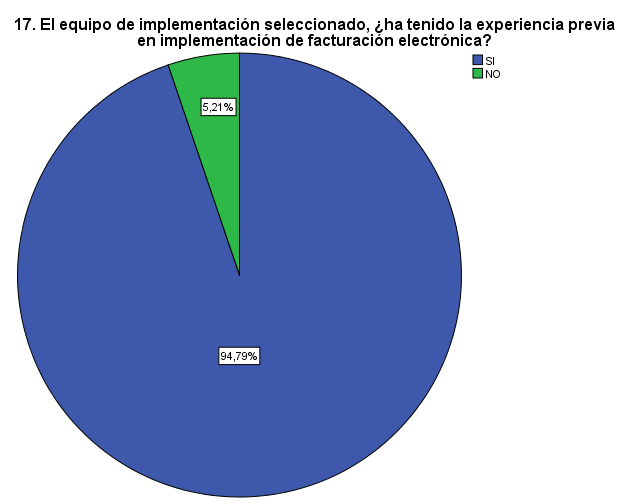 17. El equipo de implementación seleccionado, ¿ha tenido la experiencia previa
en implementación de facturación electrónica?
SI
NO
5,21%
94,79%